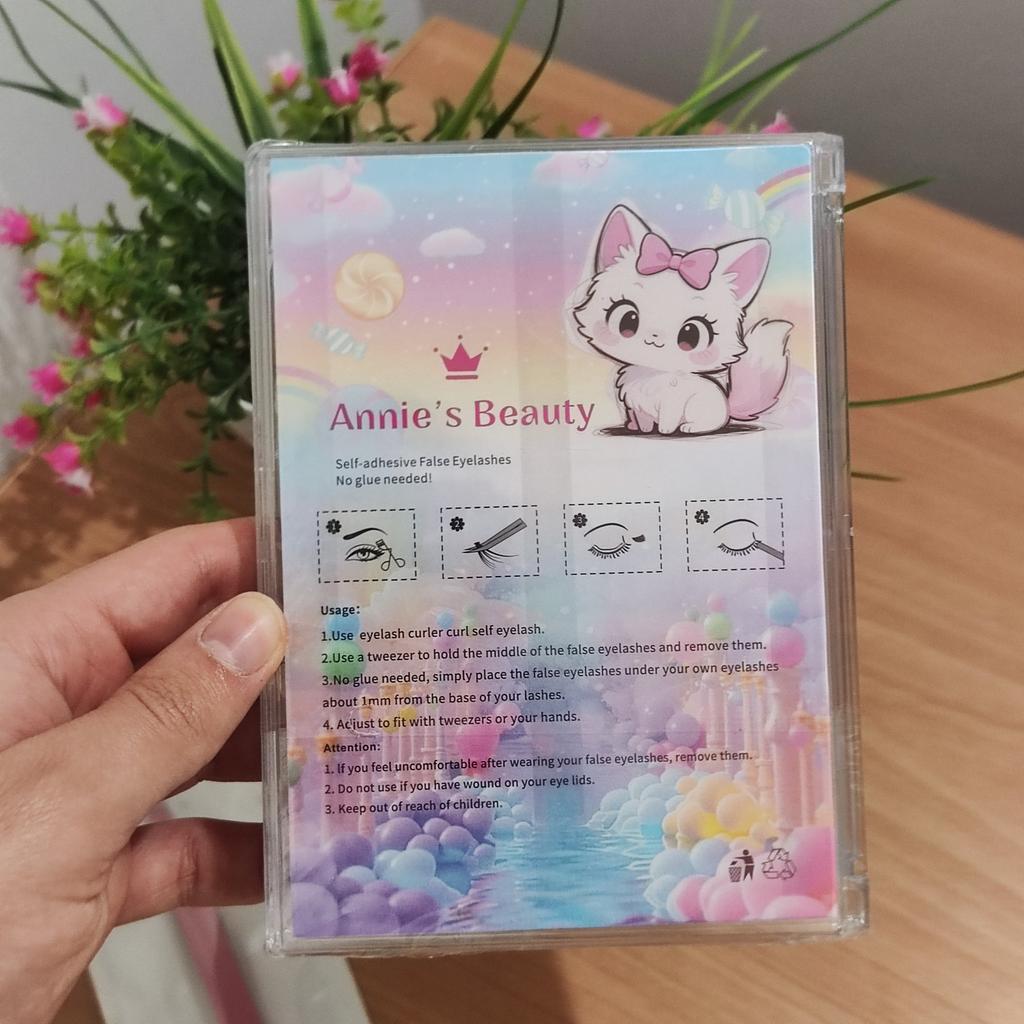 Annie's Beauty
Self-adhesive False Eyelashes
No glue needed!
1
2
3
4
Usage:
1.Use eyelash curler curl self eyelash.
2.Use a tweezer to hold the middle of the false eyelashes and remove them.
3.No glue needed, simply place the false eyelashes under your own eyelashes
about 1mm from the base of your lashes.
4. Adjust to fit with tweezers or your hands.
Attention:
1. If you feel uncomfortable after wearing your false eyelashes, remove them.
2. Do not use if you have wound on your eye lids.
3. Keep out of reach of children.